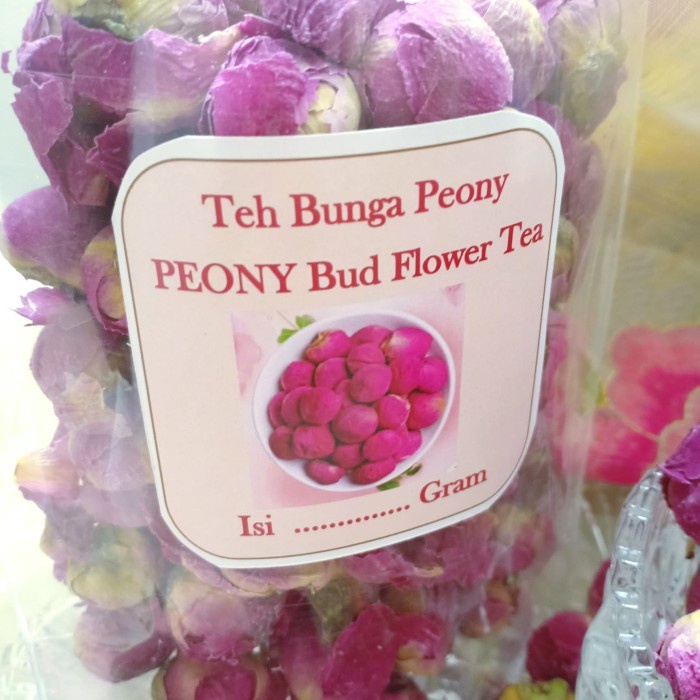 Teh Bunga Peony
PEONY Bud Flower Tea
Isi .............. Gram